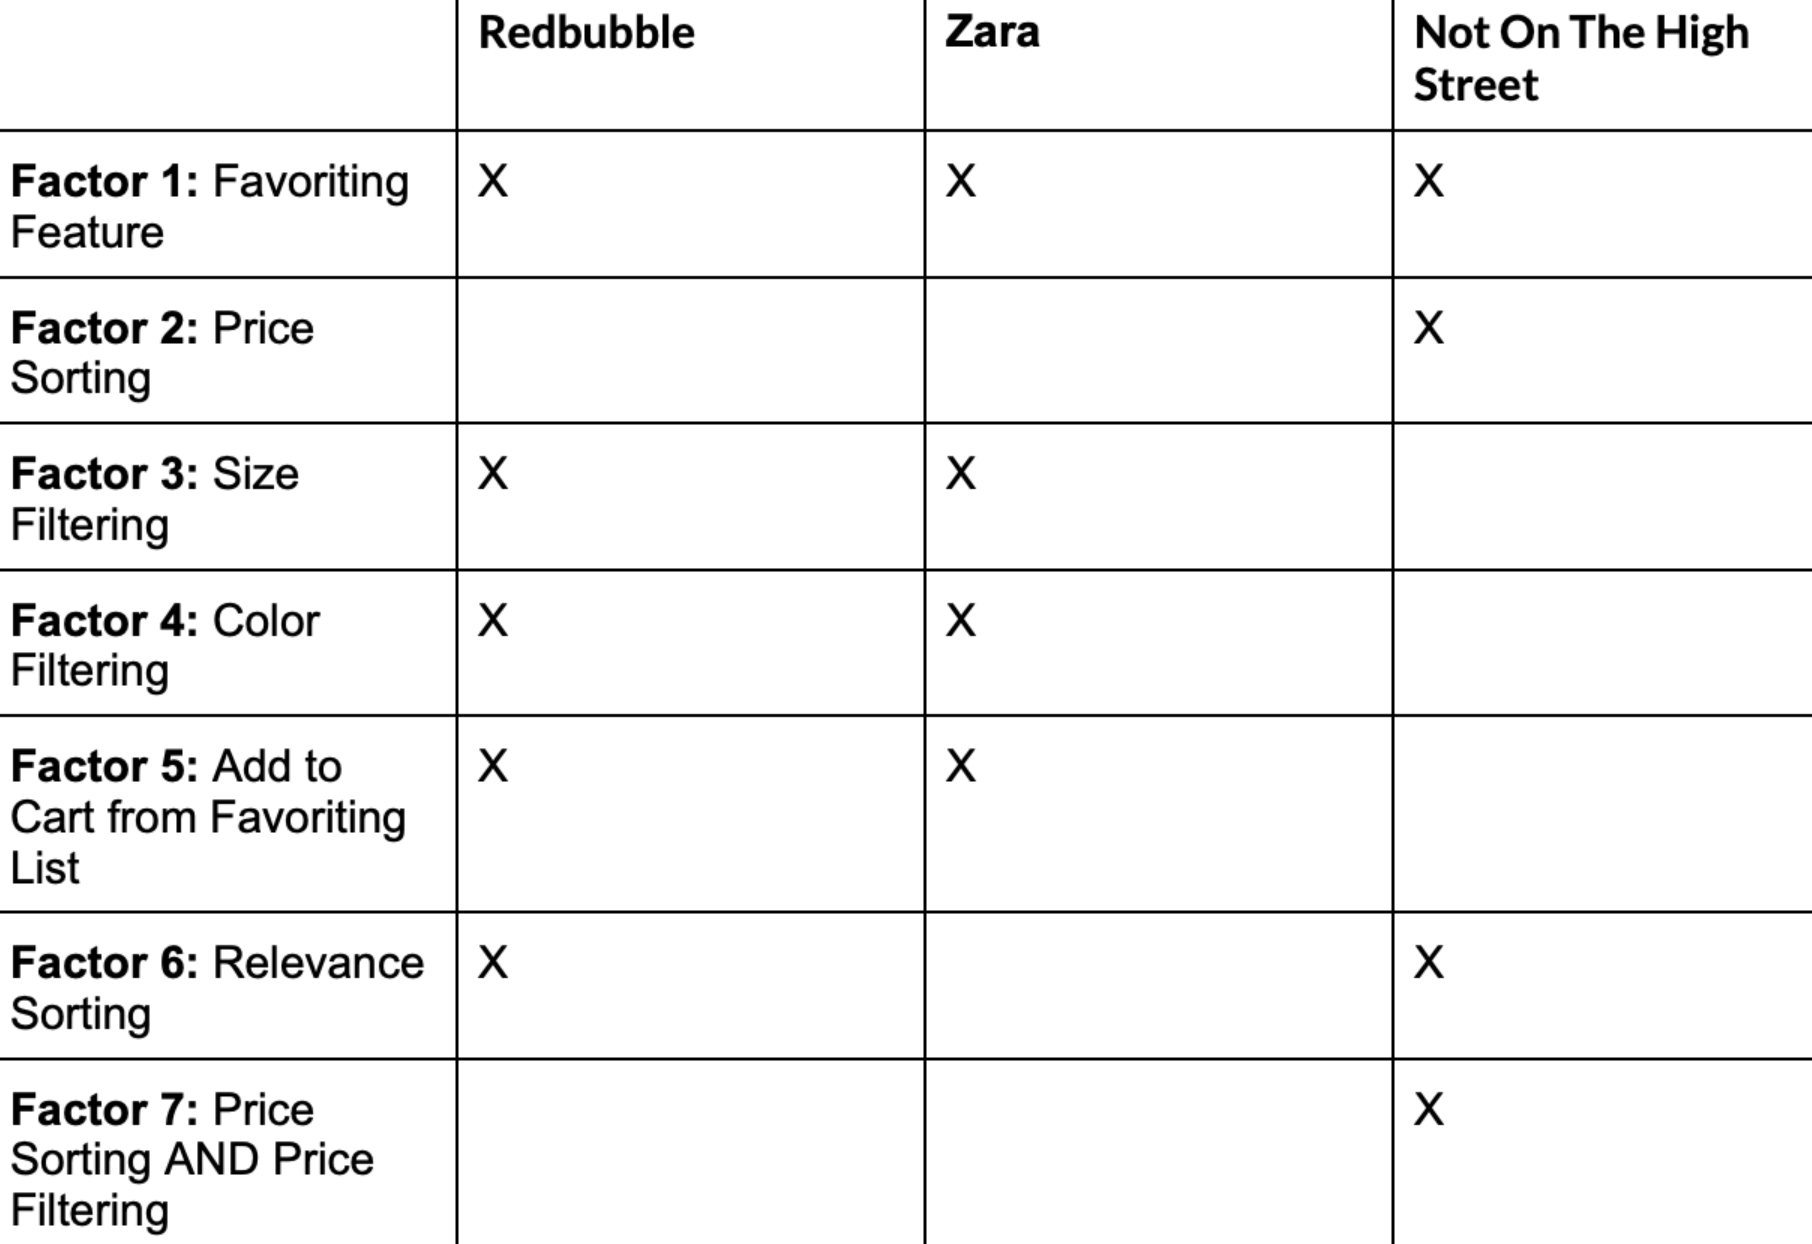 Redbubble
Zara
Not On The High
Street
Factor 1: Favoriting
Feature
X
X
X
Factor 2: Price
Sorting
X
Factor 3: Size
Filtering
X
X
Factor 4: Color
Filtering
X
X
Factor 5: Add to
Cart from Favoriting
List
X
X
Factor 6: Relevance
Sorting
X
X
Factor 7: Price
Sorting AND Price
Filtering
X